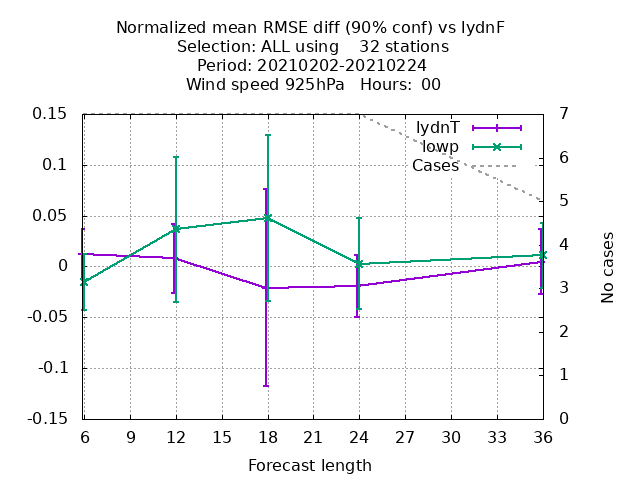 Normalized mean RMSE diff (90% conf) vs lydnF
Selection: ALL using    32 stations
Period: 20210202-20210224
Wind speed 925hPa   Hours:  00
0.15
0.1
0.05
0
-0.05
-0.1
-0.15
7
6
5
4
3
2
1
0
lydnT
lowp
Cases
No cases
6 9 12 15 18 21 24 27 30 33 36
Forecast length